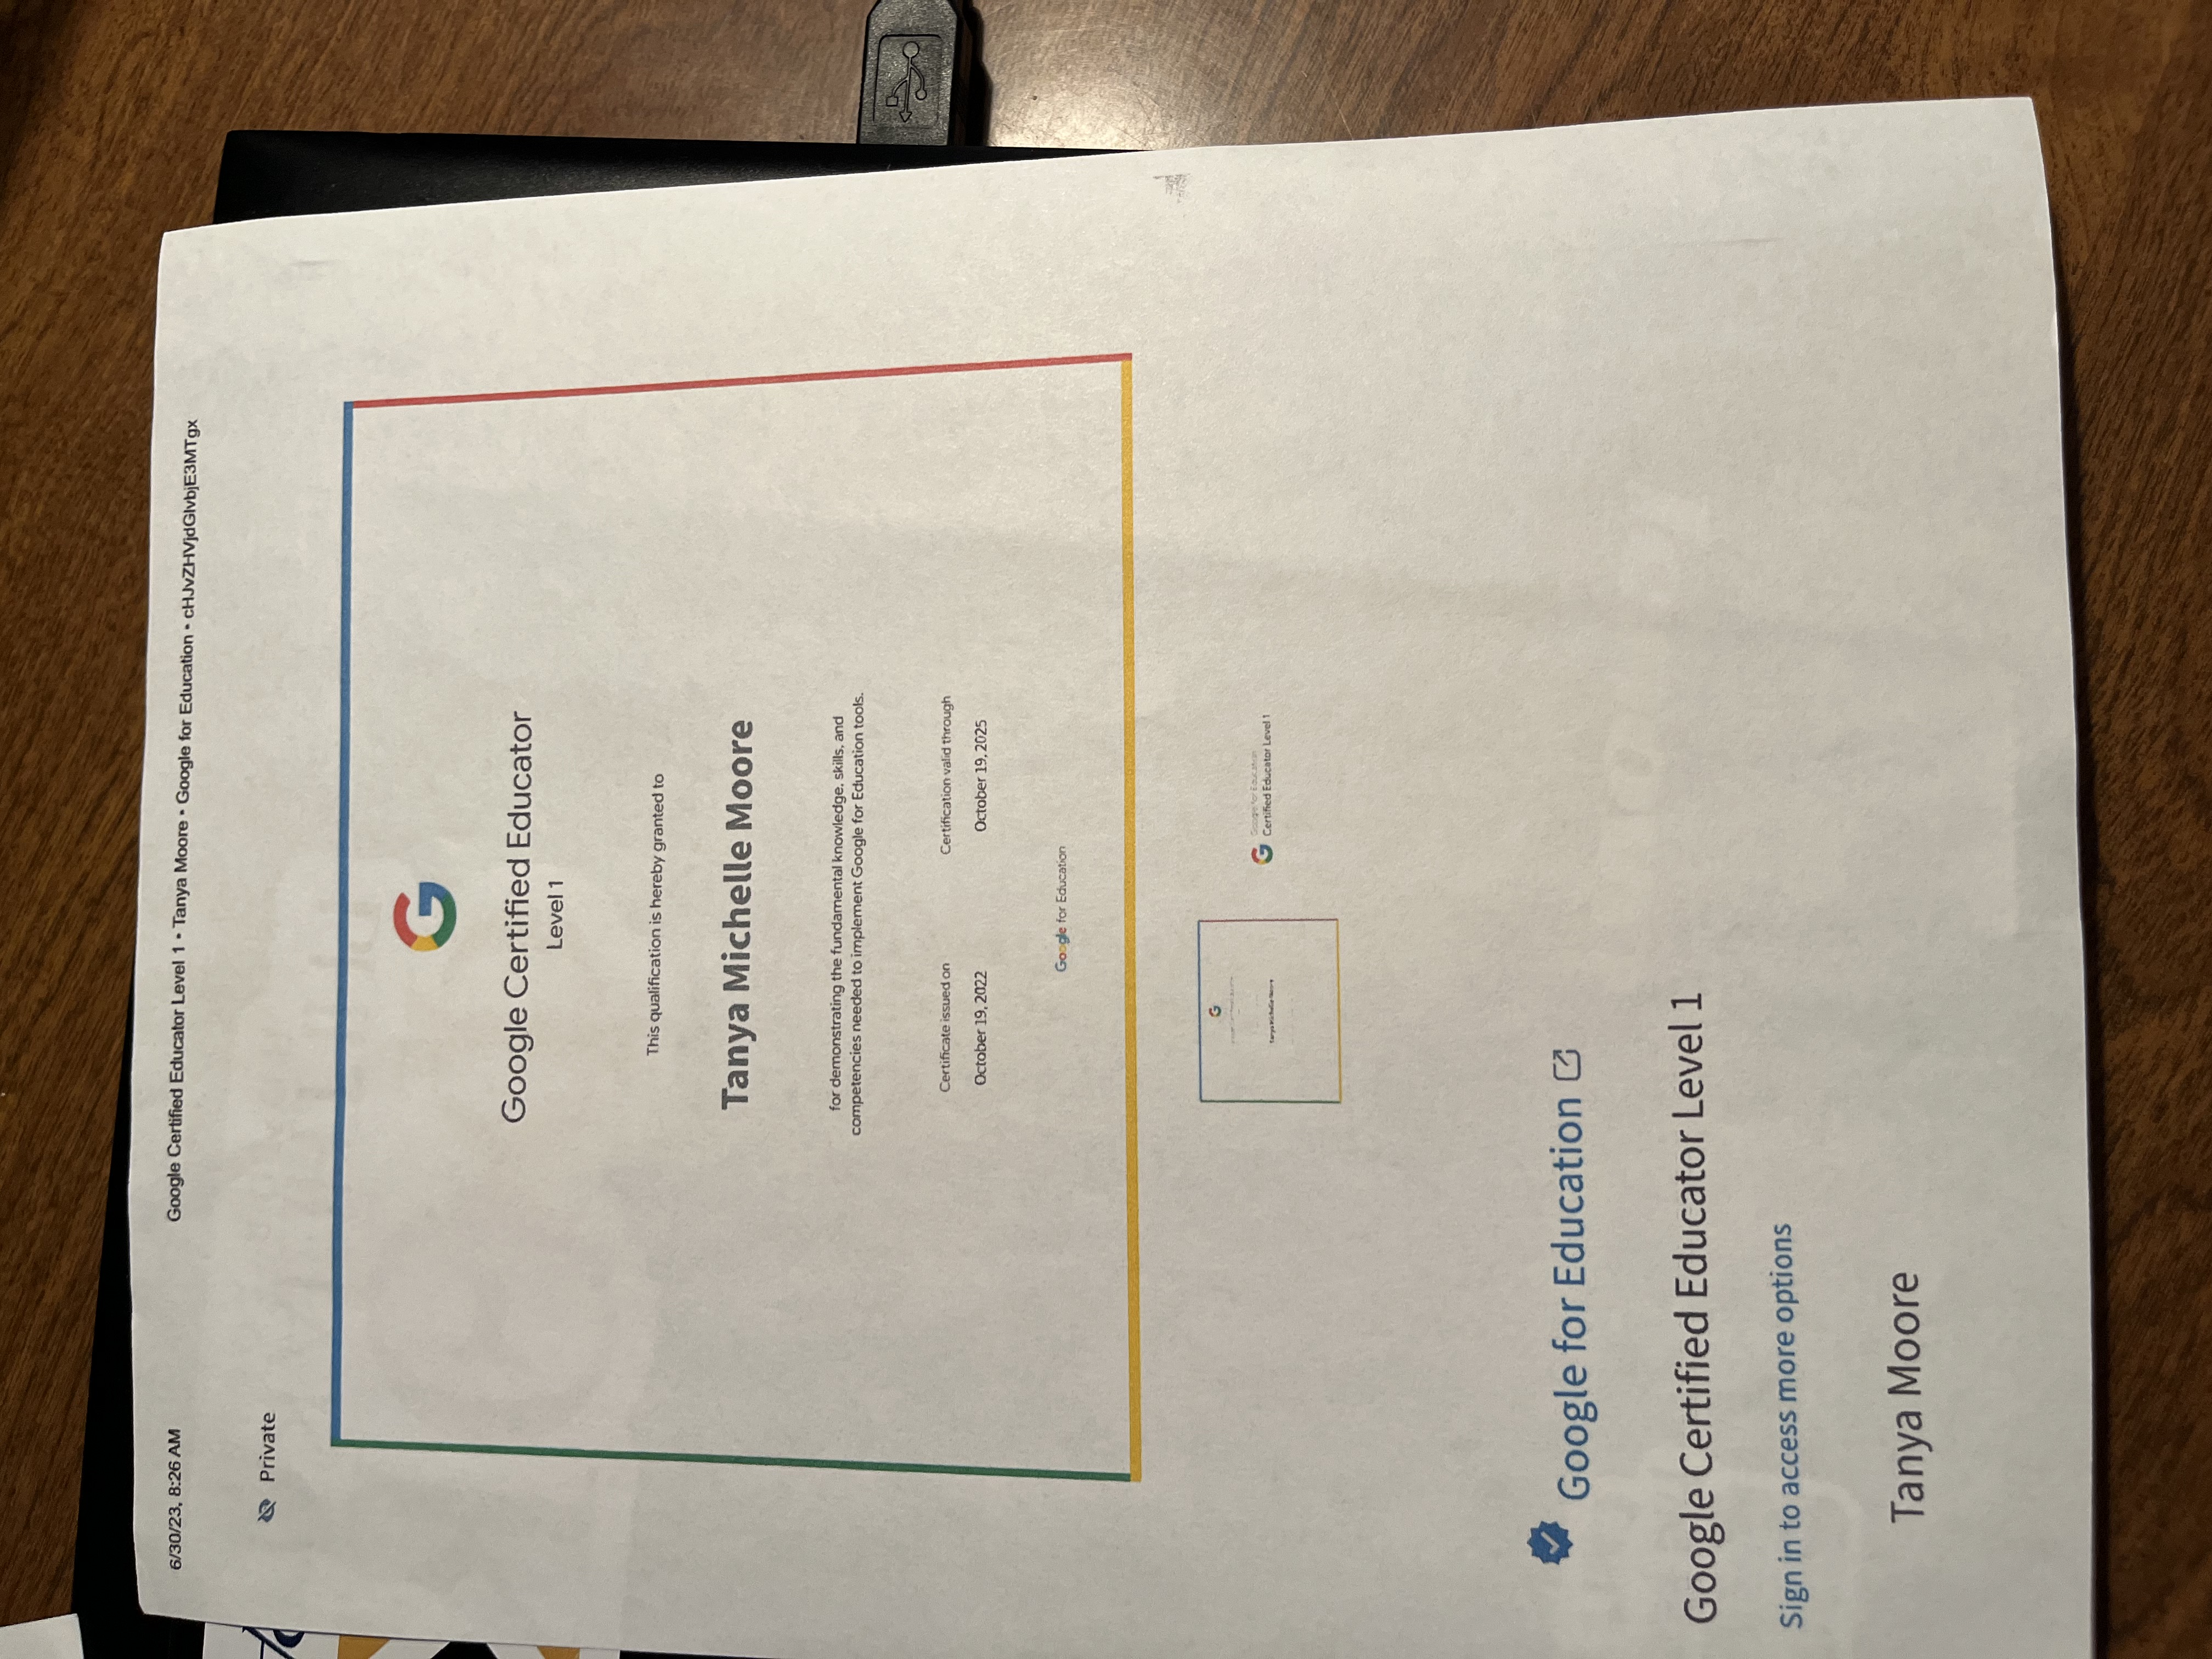 6/30/23, 8:26 AM
Google Certified Educator Level 1 • Tanya Moore • Google for Education • cHJvZHVjdGlvbjE3MTgx
Private
Google Certified Educator
Level 1
This qualification is hereby granted to
Tanya Michelle Moore
for demonstrating the fundamental knowledge, skills, and
competencies needed to implement Google for Education tools.
Certificate issued on
Certification valid through
October 19, 2022
October 19, 2025
Google for Education
Tanya Michelle Moore
Google for Education
Certified Educator Level 1
Google for Education
Google Certified Educator Level 1
Sign in to access more options
Tanya Moore